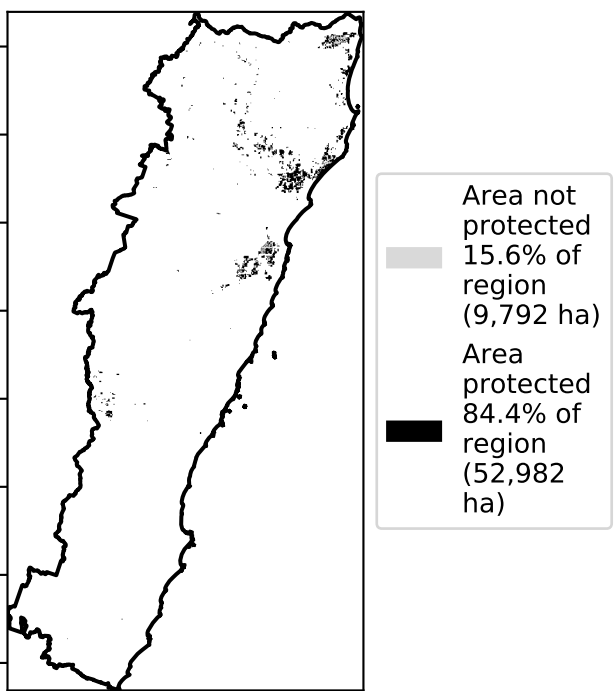 Area not
protected
15.6% of
region
(9,792 ha)
Area
protected
84.4% of
region
(52,982
ha)